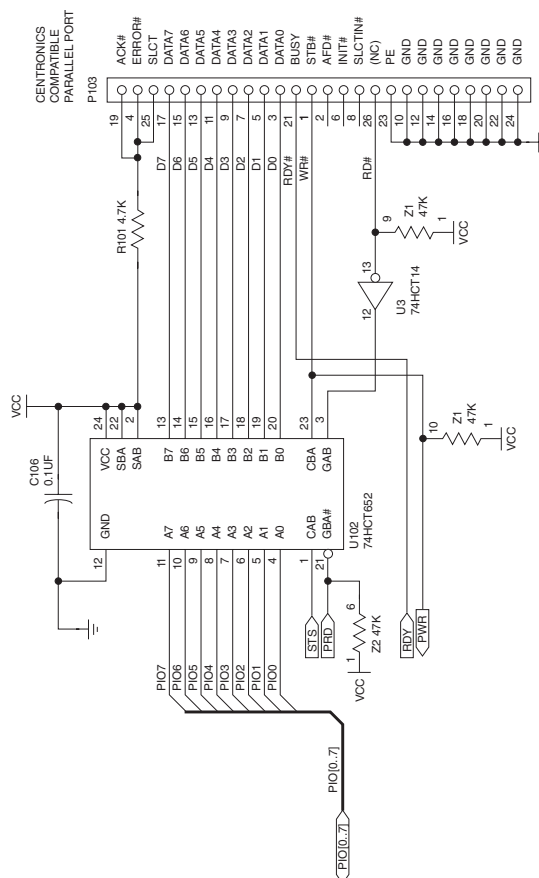 CENTRONICS
COMPATIBLE
PARALLEL PORT
P103
19 ACK#
4 ERROR#
25 SLCT
17 D7 DATA7
15 D6 DATA6
13 D5 DATA5
11 D4 DATA4
9 D3 DATA3
7 D2 DATA2
5 D1 DATA1
3 D0 DATA0
21 RDY# BUSY
1 WR# STB#
2 AFD#
6 INIT#
8 SLCTIN#
26 RD# (NC)
23 PE
10 GND
12 GND
14 GND
16 GND
18 GND
20 GND
22 GND
24 GND
R101 4.7K
9
Z1
47K
1
VCC
13
12
U3
74HCT14
VCC
C106
0.1UF
24 VCC
22 SBA
2 SAB
12 GND
13 B7
14 B6
15 B5
16 B4
17 B3
18 B2
19 B1
20 B0
23 CBA
3 GAB
PIO7 11 A7
PIO6 10 A6
PIO5 9 A5
PIO4 8 A4
PIO3 7 A3
PIO2 6 A2
PIO1 5 A1
PIO0 4 A0
1 CAB
21 GBA#
U102
74HCT652
10
Z1
47K
1
VCC
STS
PRD
6
Z2 47K
1
VCC
RDY
PWR
PIO[0..7]
PIO[0..7]